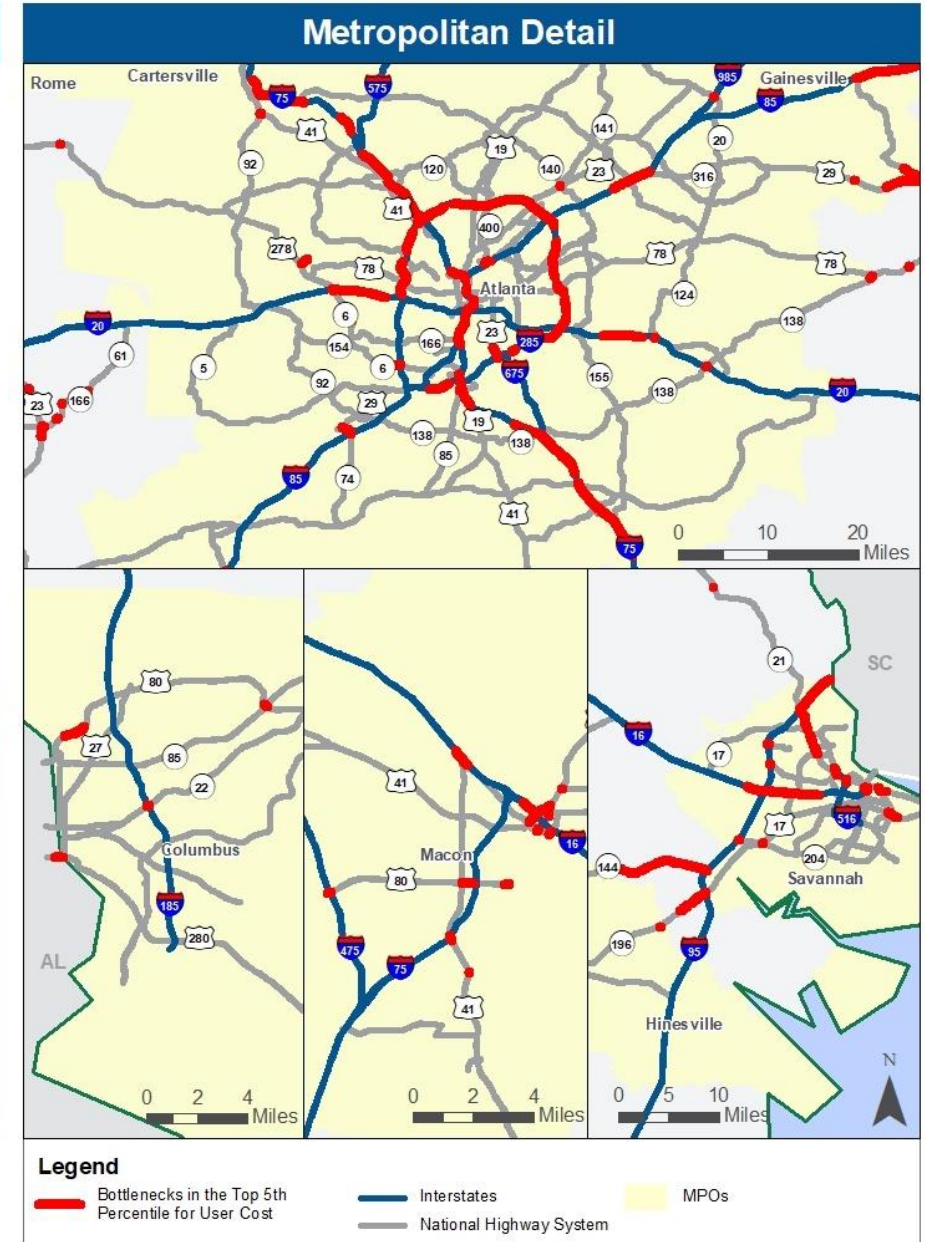 Metropolitan Detail
Rome
Cartersville
75
575
985
Gainesville
85
41
19
141
20
92
120
140
23
316
29
41
400
278
78
78
78
Atlanta
124
20
6
23
285
138
61
154
166
5
6
675
155
92
138
20
23
166
29
19
138
138
85
85
74
41
75
0 10 20
Miles
80
27
85
22
Columbus
185
280
AL
0 2 4
Miles
41
16
Macon
80
475
75
41
0 2 4
Miles
21
SC
16
17
516
17
144
204
Savannah
196
95
Hinesville
N
0 5 10
Miles
Legend
Bottlenecks in the Top 5th
Percentile for User Cost
Interstates
National Highway System
MPOs